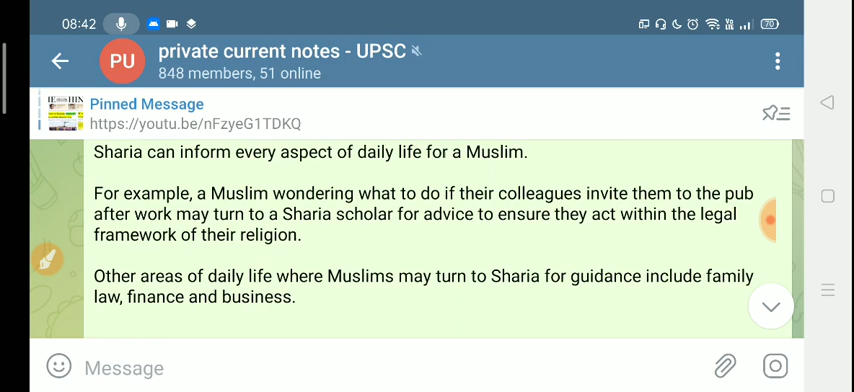 08:42
70
PU
private current notes - UPSC
848 members, 51 online
Pinned Message
https://youtu.be/nFzyeG1TDKQ
Sharia can inform every aspect of daily life for a Muslim.
For example, a Muslim wondering what to do if their colleagues invite them to the pub
after work may turn to a Sharia scholar for advice to ensure they act within the legal
framework of their religion.
Other areas of daily life where Muslims may turn to Sharia for guidance include family
law, finance and business.
Message